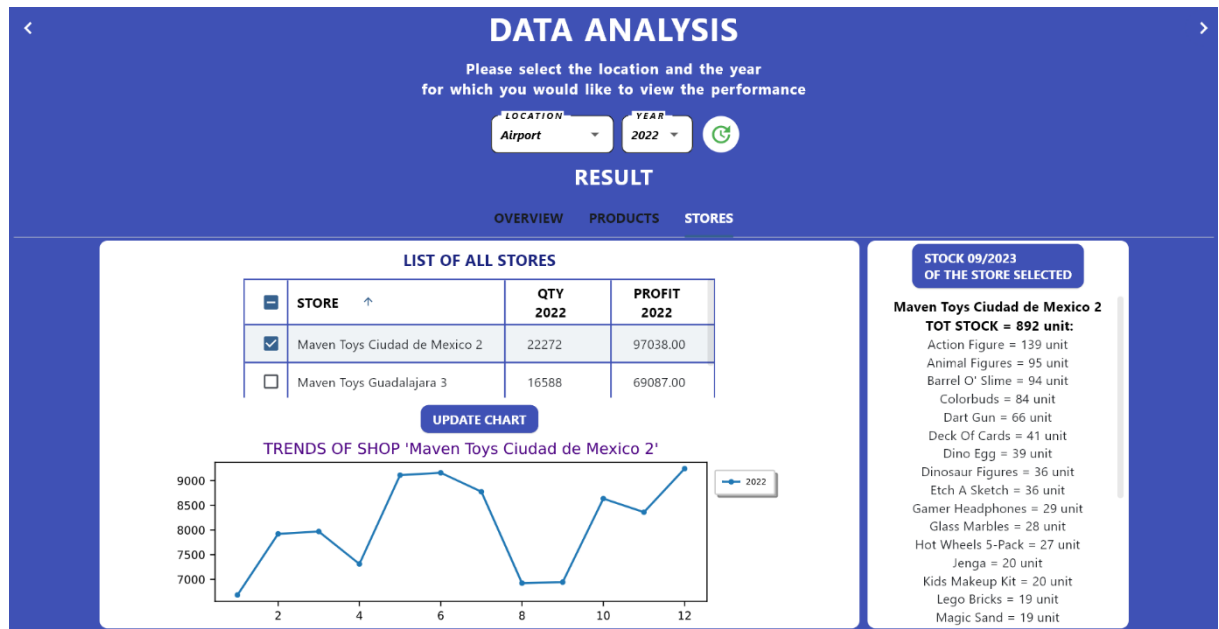 DATA ANALYSIS
Please select the location and the year
for which you would like to view the performance
LOCATION
Airport
YEAR
2022
RESULT
OVERVIEW PRODUCTS STORES
LIST OF ALL STORES
STORE QTY 2022 PROFIT 2022
Maven Toys Ciudad de Mexico 2 22272 97038.00
Maven Toys Guadalajara 3 16588 69087.00
UPDATE CHART
TRENDS OF SHOP 'Maven Toys Ciudad de Mexico 2'
9000
8500
8000
7500
7000
2 4 6 8 10 12
2022
STOCK 09/2023
OF THE STORE SELECTED
Maven Toys Ciudad de Mexico 2
TOT STOCK = 892 unit:
Action Figure = 139 unit
Animal Figures = 95 unit
Barrel O' Slime = 94 unit
Colorbuds = 84 unit
Dart Gun = 66 unit
Deck Of Cards = 41 unit
Dino Egg = 39 unit
Dinosaur Figures = 36 unit
Etch A Sketch = 36 unit
Gamer Headphones = 29 unit
Glass Marbles = 28 unit
Hot Wheels 5-Pack = 27 unit
Jenga = 20 unit
Kids Makeup Kit = 20 unit
Lego Bricks = 19 unit
Magic Sand = 19 unit